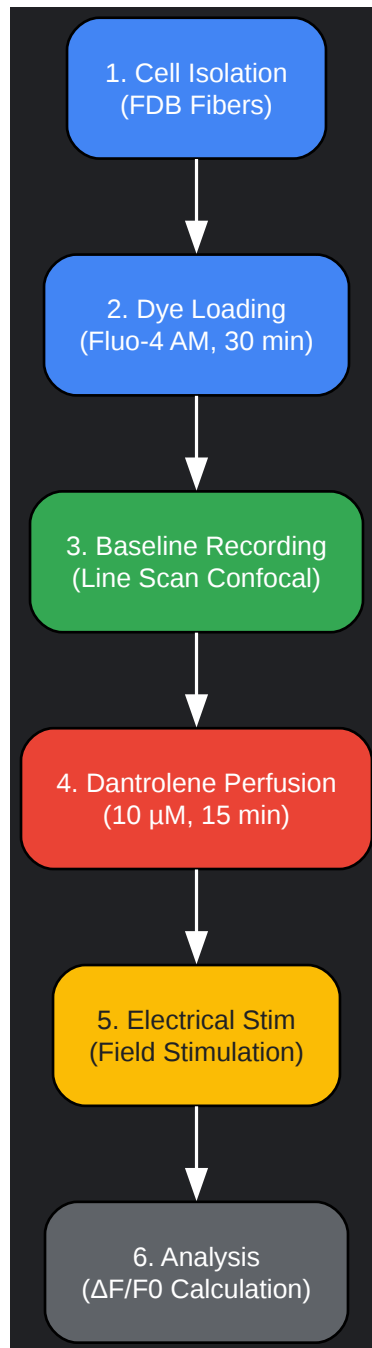 1. Cell Isolation
(FDB Fibers)
2. Dye Loading
(Fluo-4 AM, 30 min)
3. Baseline Recording
(Line Scan Confocal)
4. Dantrolene Perfusion
(10 µM, 15 min)
5. Electrical Stim
(Field Stimulation)
6. Analysis
(ΔF/F0 Calculation)